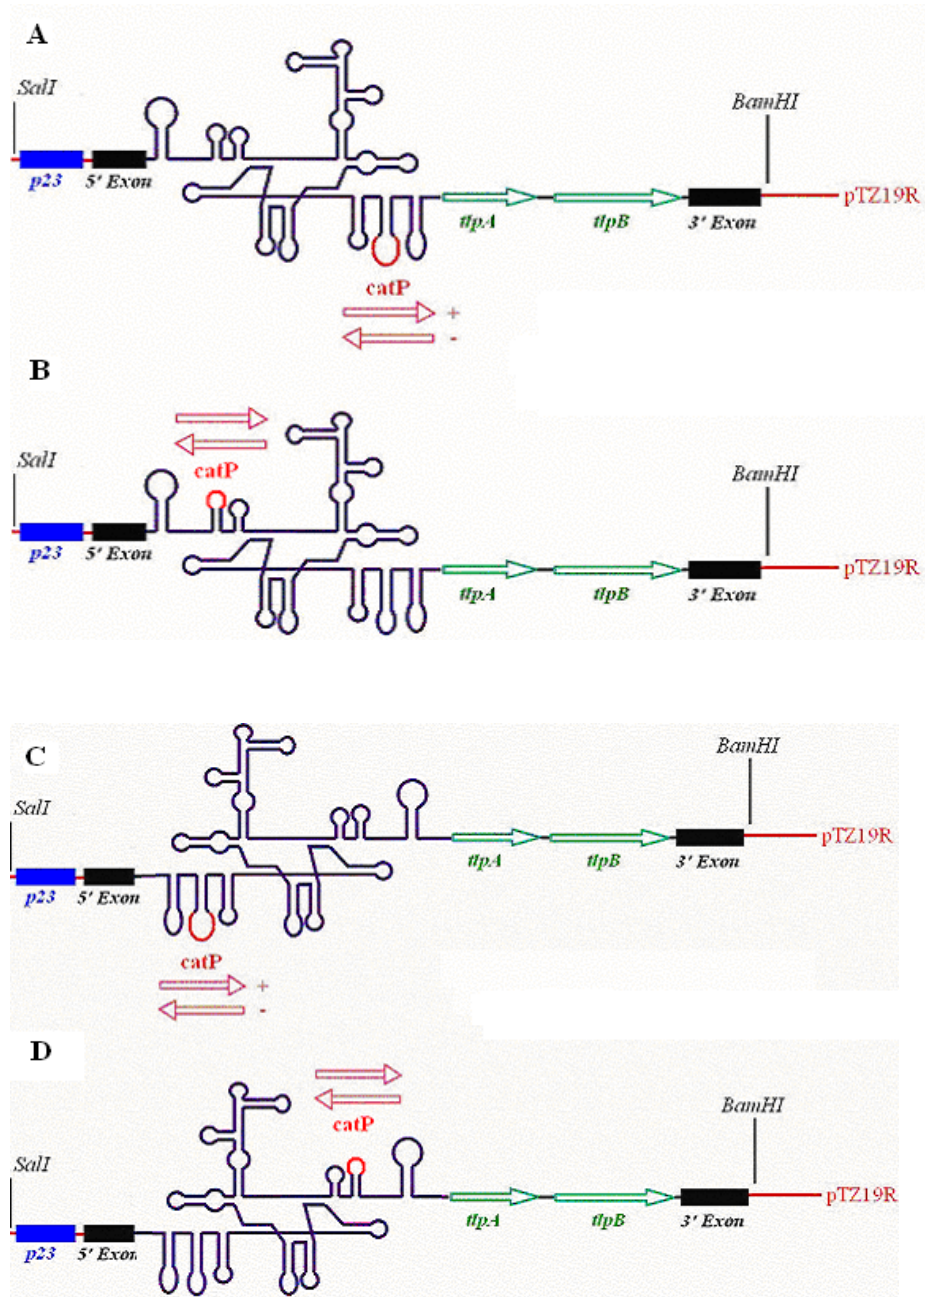 A
SalI
BamHI
p23
5' Exon
tlpA
tlpB
3' Exon
pTZ19R
catP
+
-
B
catP
SalI
BamHI
p23
5' Exon
tlpA
tlpB
3' Exon
pTZ19R
C
BamHI
SalI
pTZ19R
tlpA
tlpB
3' Exon
p23
5' Exon
catP
+
-
D
catP
BamHI
SalI
pTZ19R
tlpA
tlpB
3' Exon
p23
5' Exon